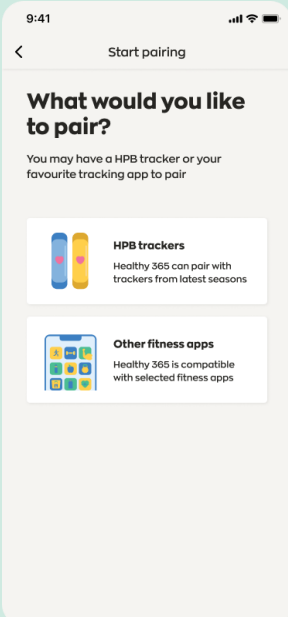 9:41
Start pairing
What would you like
to pair?
You may have a HPB tracker or your
favourite tracking app to pair
HPB trackers
Healthy 365 can pair with
trackers from latest seasons
Other fitness apps
Healthy 365 is compatible
with selected fitness apps